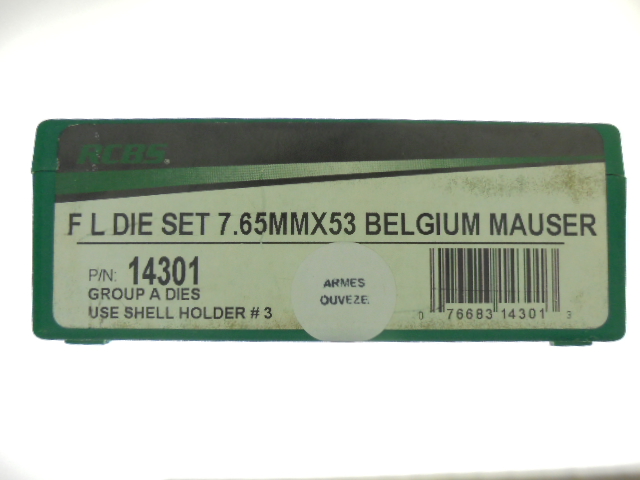 RCBS.
F L DIE SET 7.65MMX53 BELGIUM MAUSER
P/N: 14301
GROUP A DIES
USE SHELL HOLDER # 3
ARMES
OUVEZE
0 76683 14301 3